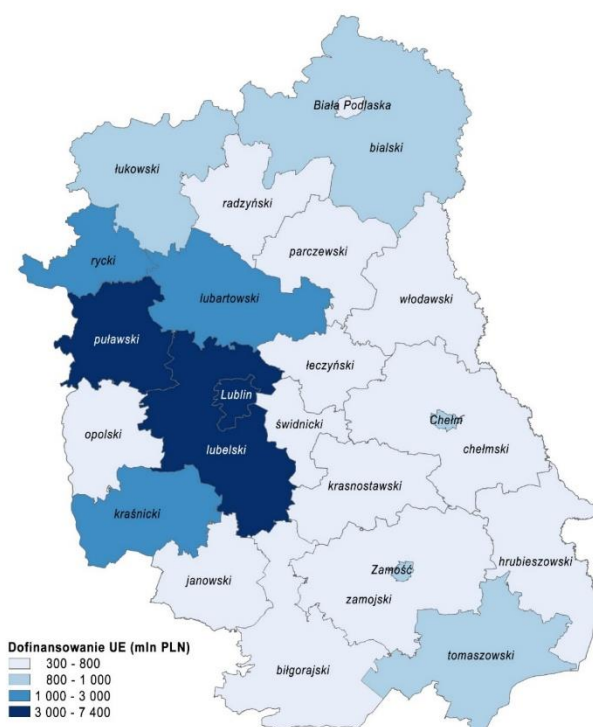 Biała Podlaska
bialski
łukowski
radzyński
parczewski
rycki
lubartowski
włodawski
puławski
łeczyński
Lublin
świdnicki
Chełm
opolski
lubelski
chełmski
krasnostawski
kraśnicki
hrubieszowski
Zamość
janowski
zamojski
tomaszowski
biłgorajski
Dofinansowanie UE (mln PLN)
300 - 800
800 - 1 000
1 000 - 3 000
3 000 - 7 400